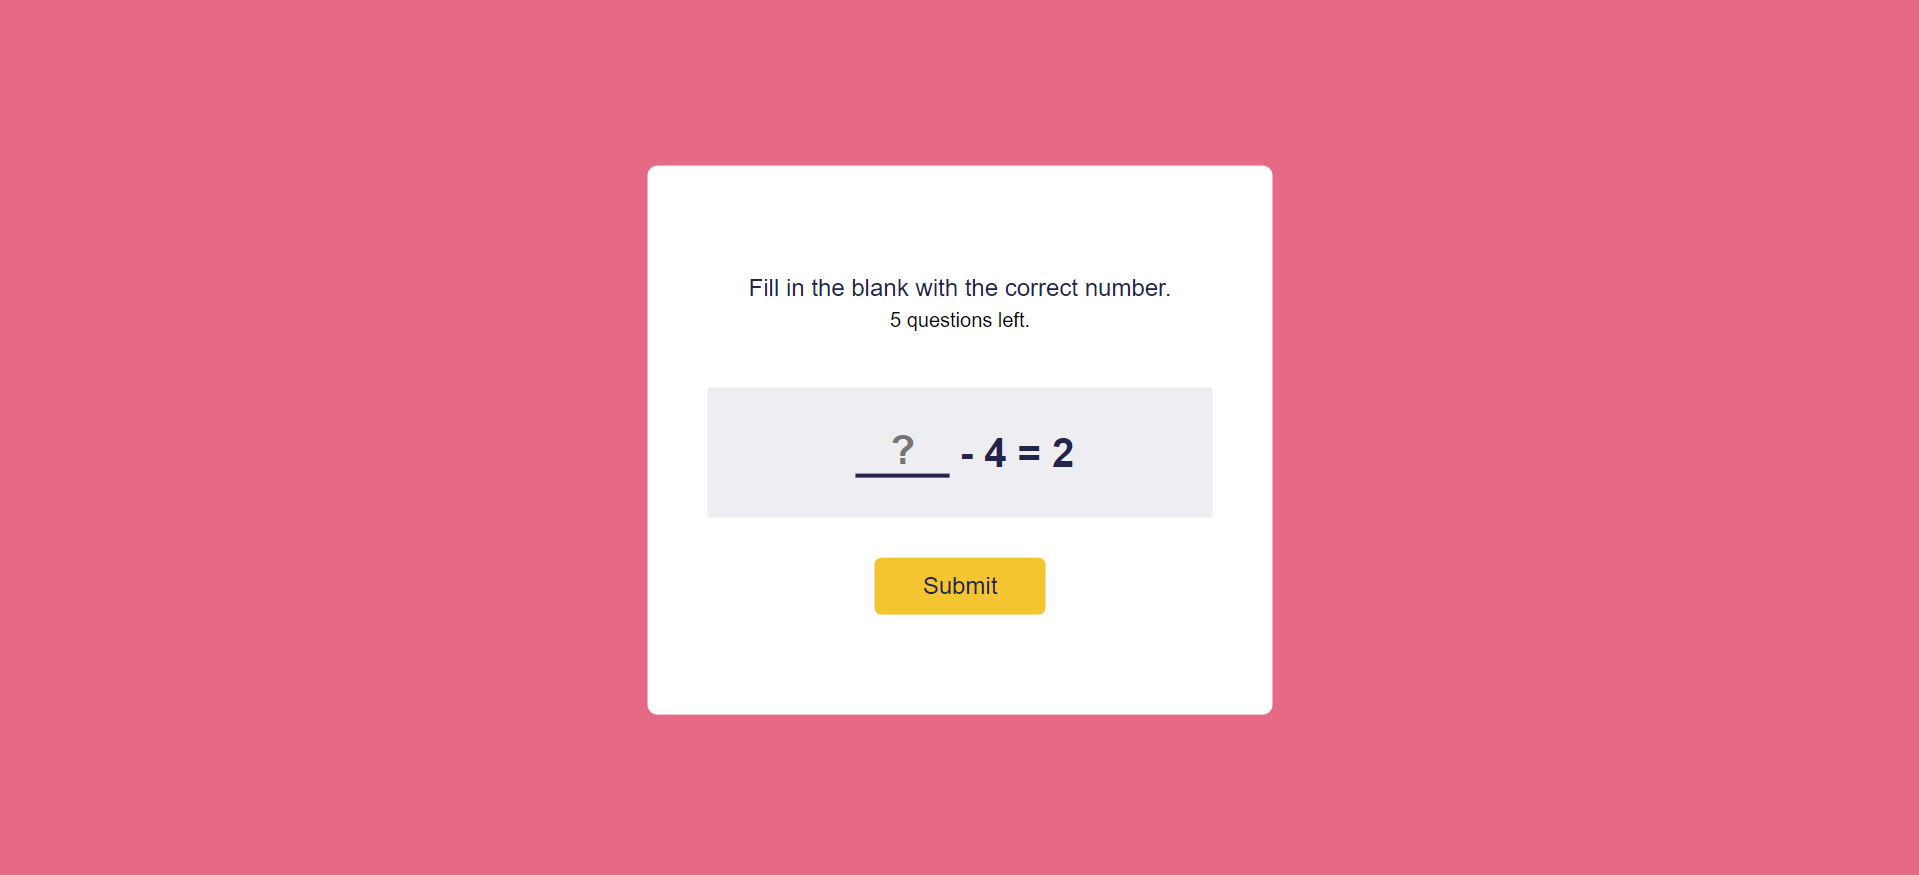 Fill in the blank with the correct number.
5 questions left.
? - 4 = 2
Submit